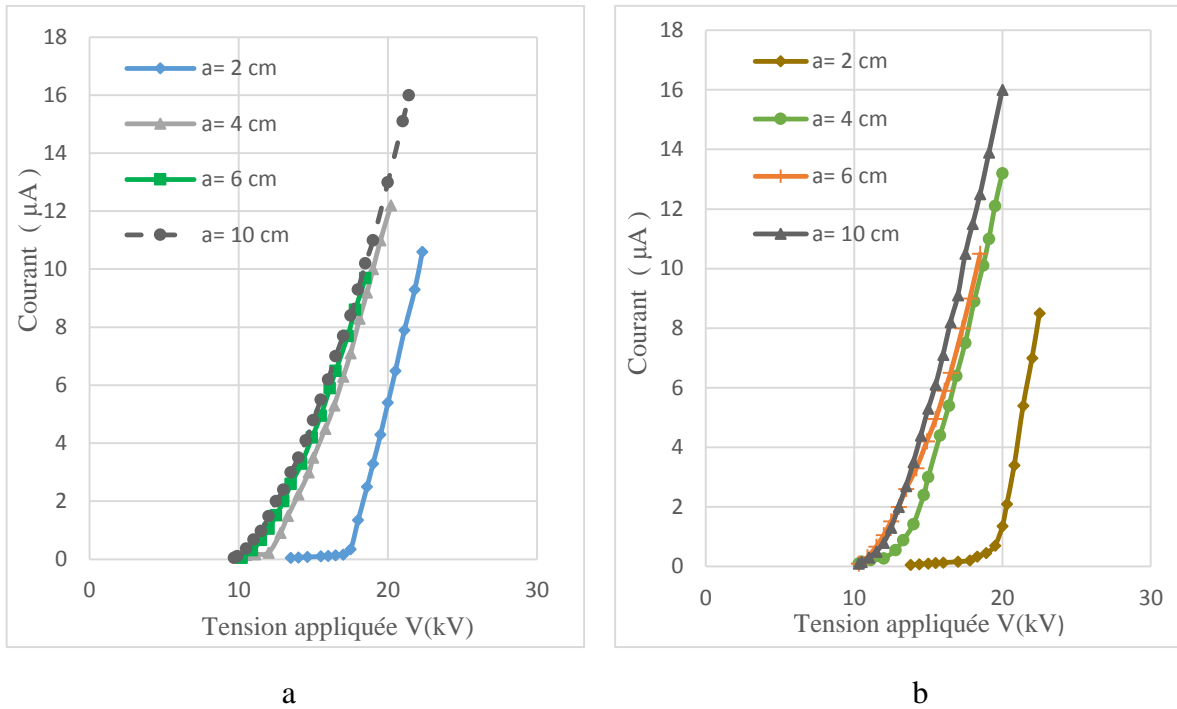 18
16
14
12
10
8
6
4
2
0
Courant ( µA )
a= 2 cm
a= 4 cm
a= 6 cm
a= 10 cm
0 10 20 30
Tension appliquée V(kV)
a
18
16
14
12
10
8
6
4
2
0
Courant ( µA )
a= 2 cm
a= 4 cm
a= 6 cm
a= 10 cm
0 10 20 30
Tension appliquée V(kV)
b